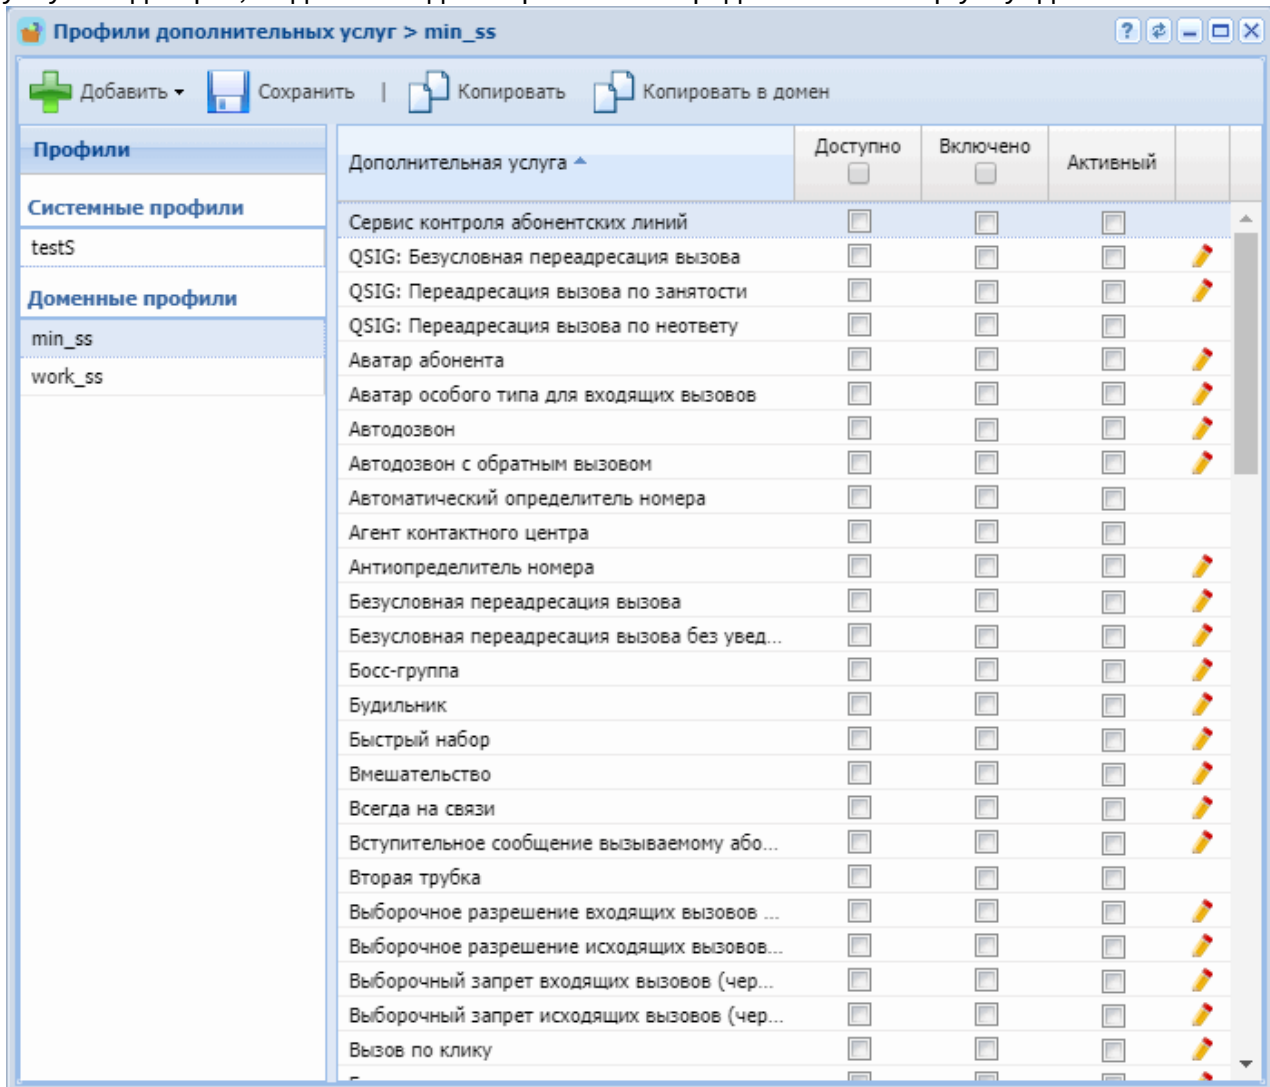 Профили дополнительных услуг > min_ss
Добавить Сохранить | Копировать Копировать в домен
Профили
Системные профили
testS
Доменные профили
min_ss
work_ss
Дополнительная услуга Доступно Включено Активный
Сервис контроля абонентских линий
QSIG: Безусловная переадресация вызова
QSIG: Переадресация вызова по занятости
QSIG: Переадресация вызова по неответу
Аватар абонента
Аватар особого типа для входящих вызовов
Автодозвон
Автодозвон с обратным вызовом
Автоматический определитель номера
Агент контактного центра
Антиопределитель номера
Безусловная переадресация вызова
Безусловная переадресация вызова без увед...
Босс-группа
Будильник
Быстрый набор
Вмешательство
Всегда на связи
Вступительное сообщение вызываемому або...
Вторая трубка
Выборочное разрешение входящих вызовов ...
Выборочное разрешение исходящих вызовов...
Выборочный запрет входящих вызовов (чер...
Выборочный запрет исходящих вызовов (чер...
Вызов по клику